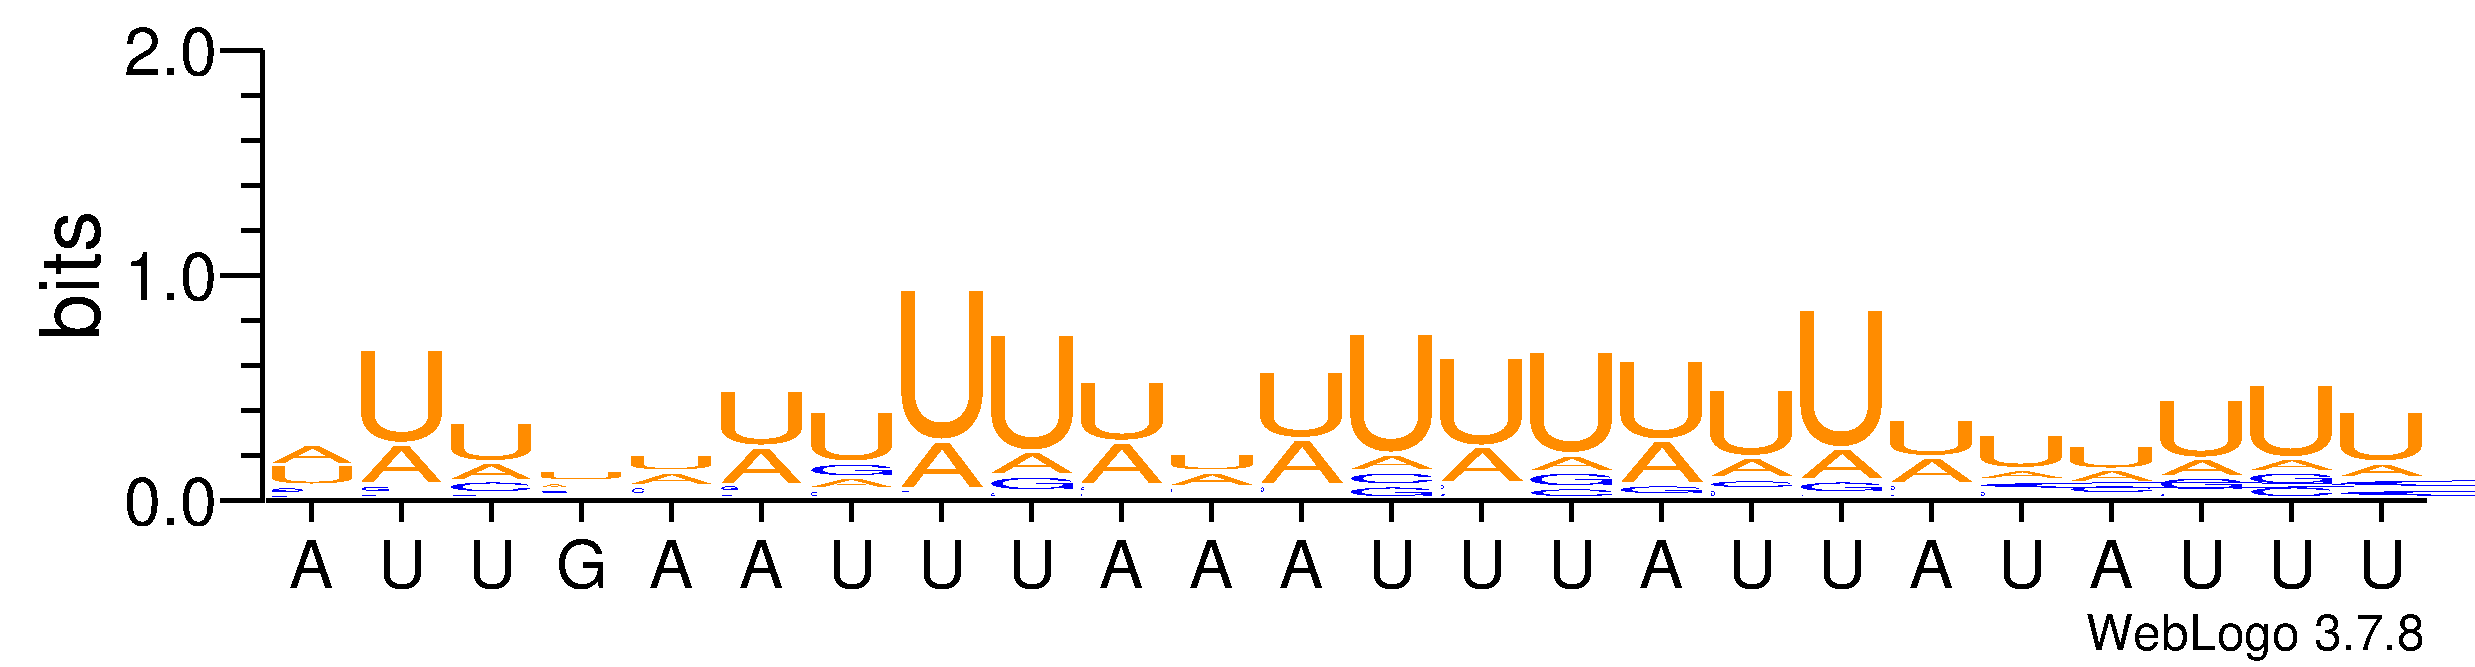 2.0
1.0
0.0
bits
A U U G A A U U U A A A U U U A U U A U A U U U
WebLogo 3.7.8